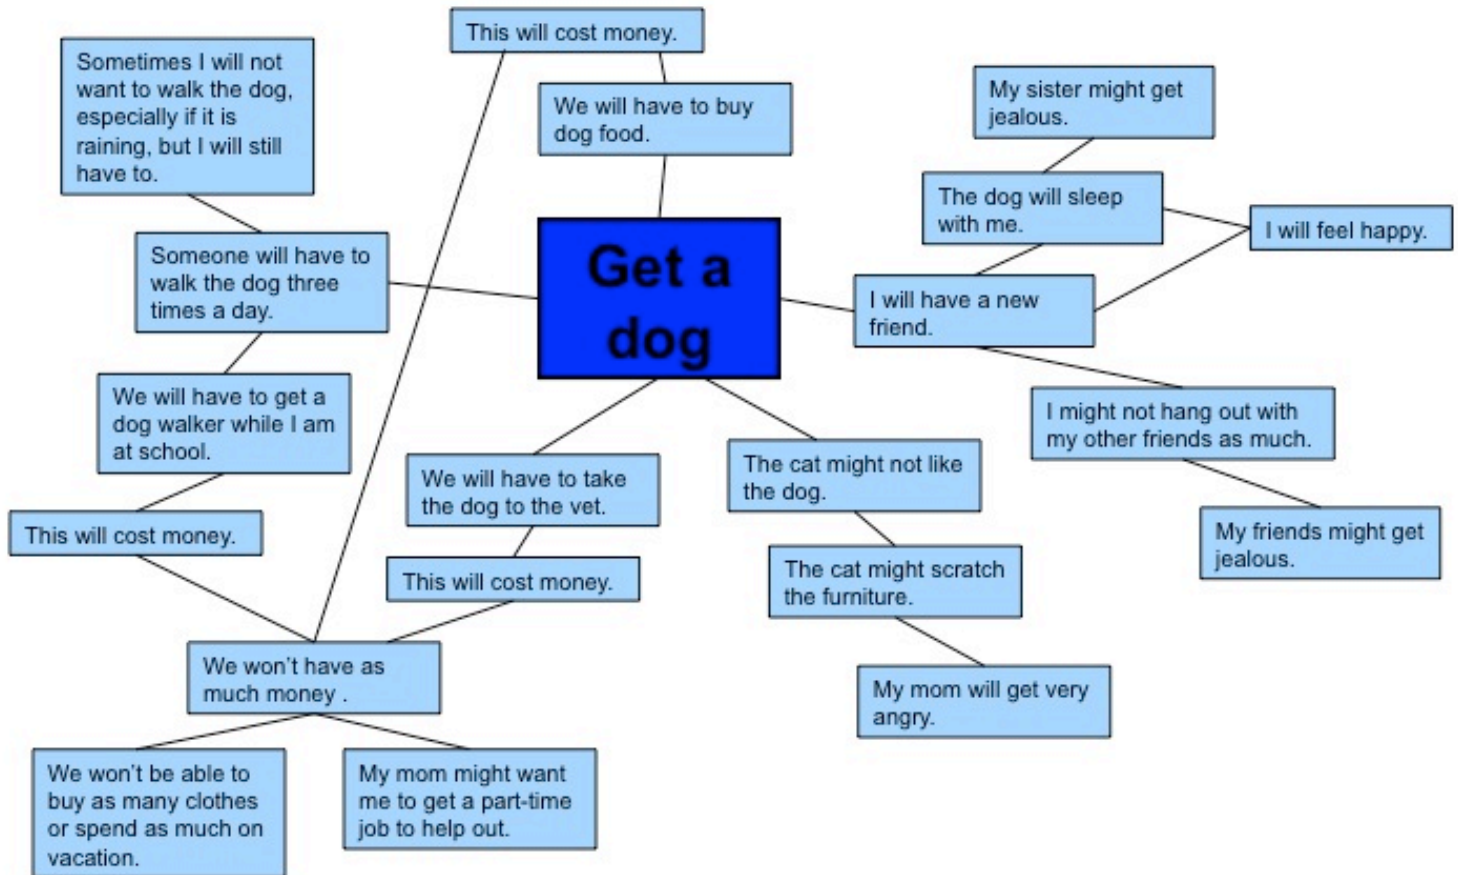 This will cost money.
Sometimes I will not
want to walk the dog,
especially if it is
raining, but I will still
have to.
We will have to buy
dog food.
My sister might get
jealous.
The dog will sleep
with me.
I will feel happy.
Someone will have to
walk the dog three
times a day.
Get a
dog
I will have a new
friend.
We will have to get a
dog walker while I am
at school.
I might not hang out with
my other friends as much.
We will have to take
the dog to the vet.
The cat might not like
the dog.
This will cost money.
My friends might get
jealous.
This will cost money.
The cat might scratch
the furniture.
We won't have as
much money .
My mom will get very
angry.
We won't be able to
buy as many clothes
or spend as much on
vacation.
My mom might want
me to get a part-time
job to help out.